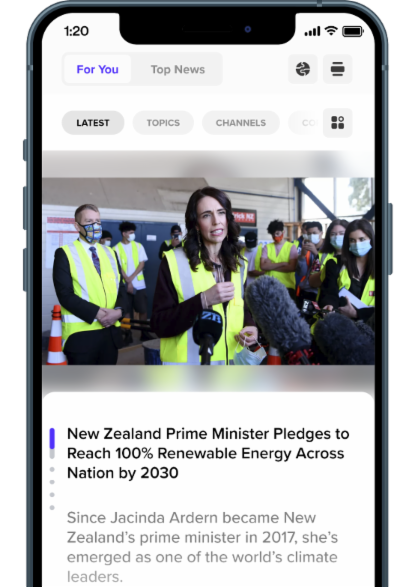 1:20
For You Top News
LATEST TOPICS CHANNELS
New Zealand Prime Minister Pledges to
Reach 100% Renewable Energy Across
Nation by 2030
Since Jacinda Ardern became New
Zealand's prime minister in 2017, she's
emerged as one of the world's climate
leaders.